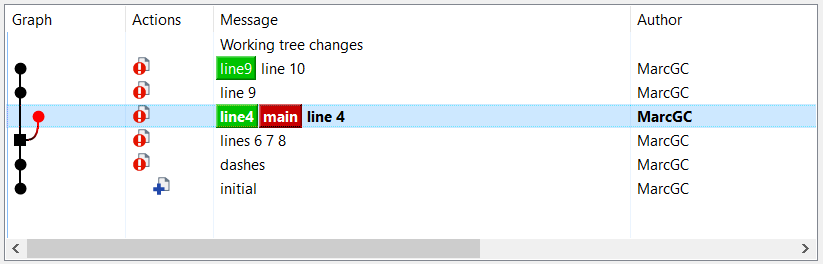 Graph Actions Message Author
Working tree changes
line9 line 10 MarcGC
line 9 MarcGC
line4 main line 4 MarcGC
lines 6 7 8 MarcGC
dashes MarcGC
initial MarcGC